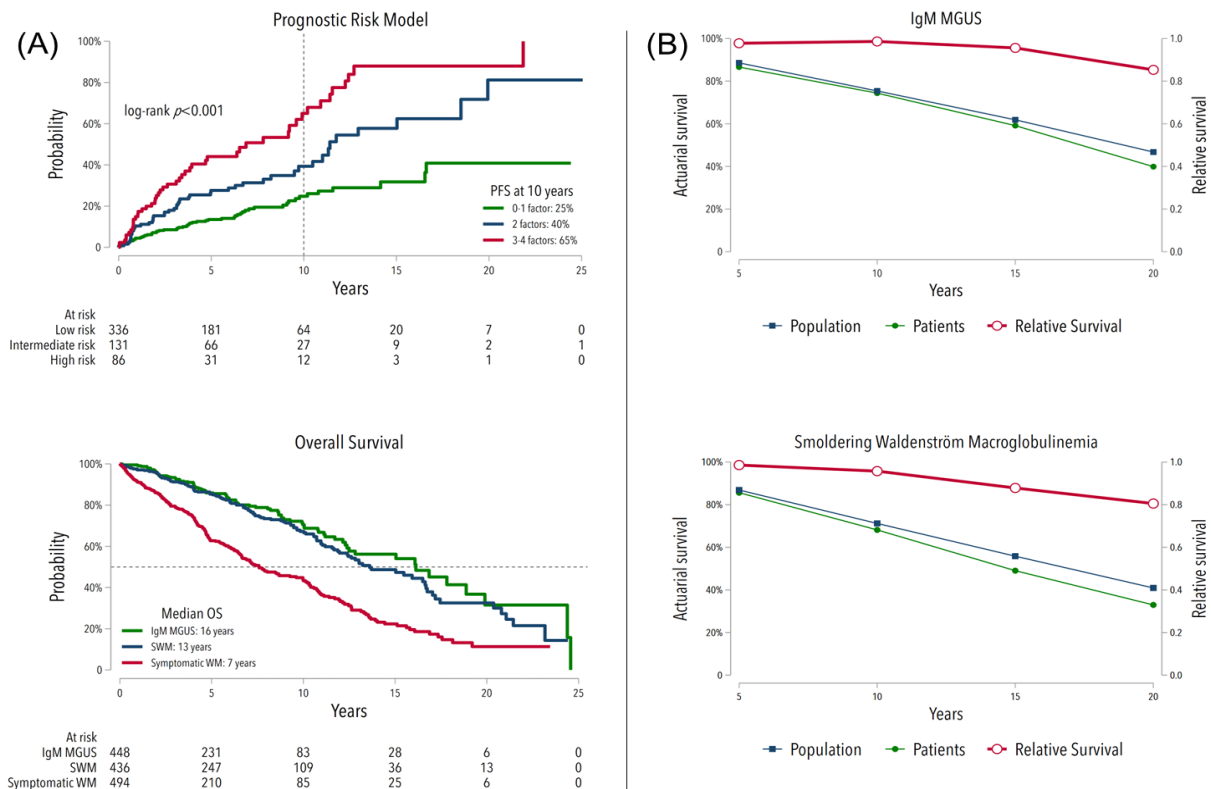 (A)
Prognostic Risk Model
100%
80%
60%
40%
20%
0
Probability
log-rank p<0.001
PFS at 10 years
0-1 factor: 25%
2 factors: 40%
3-4 factors: 65%
0 5 10 15 20 25
Years
At risk
Low risk 336 181 64 20 7 0
Intermediate risk 131 66 27 9 2 1
High risk 86 31 12 3 1 0
Overall Survival
100%
80%
60%
40%
20%
0
Probability
Median OS
IgM MGUS: 16 years
SWM: 13 years
Symptomatic WM: 7 years
0 5 10 15 20 25
Years
At risk
IgM MGUS 448 231 83 28 6 0
SWM 436 247 109 36 13 0
Symptomatic WM 494 210 85 25 6 0
(B)
IgM MGUS
100%
80%
60%
40%
20%
0
Actuarial survival
1.0
0.8
0.6
0.4
0.2
0.0
Relative survival
5 10 15 20
Years
Population Patients Relative Survival
Smoldering Waldenström Macroglobulinemia
100%
80%
60%
40%
20%
0
Actuarial survival
1.0
0.8
0.6
0.4
0.2
0.0
Relative survival
5 10 15 20
Years
Population Patients Relative Survival